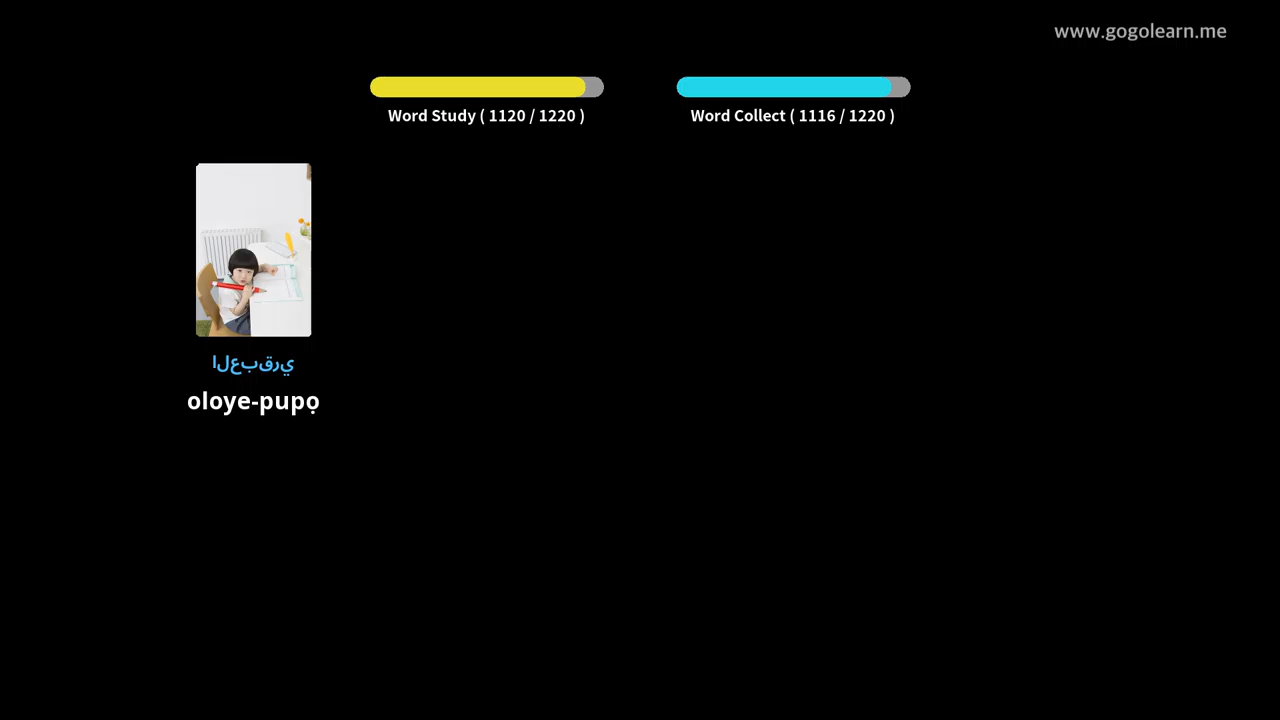 www.gogolearn.me
Word Study ( 1120 / 1220 )
Word Collect ( 1116 / 1220 )
العبقري
oloye-pupọ